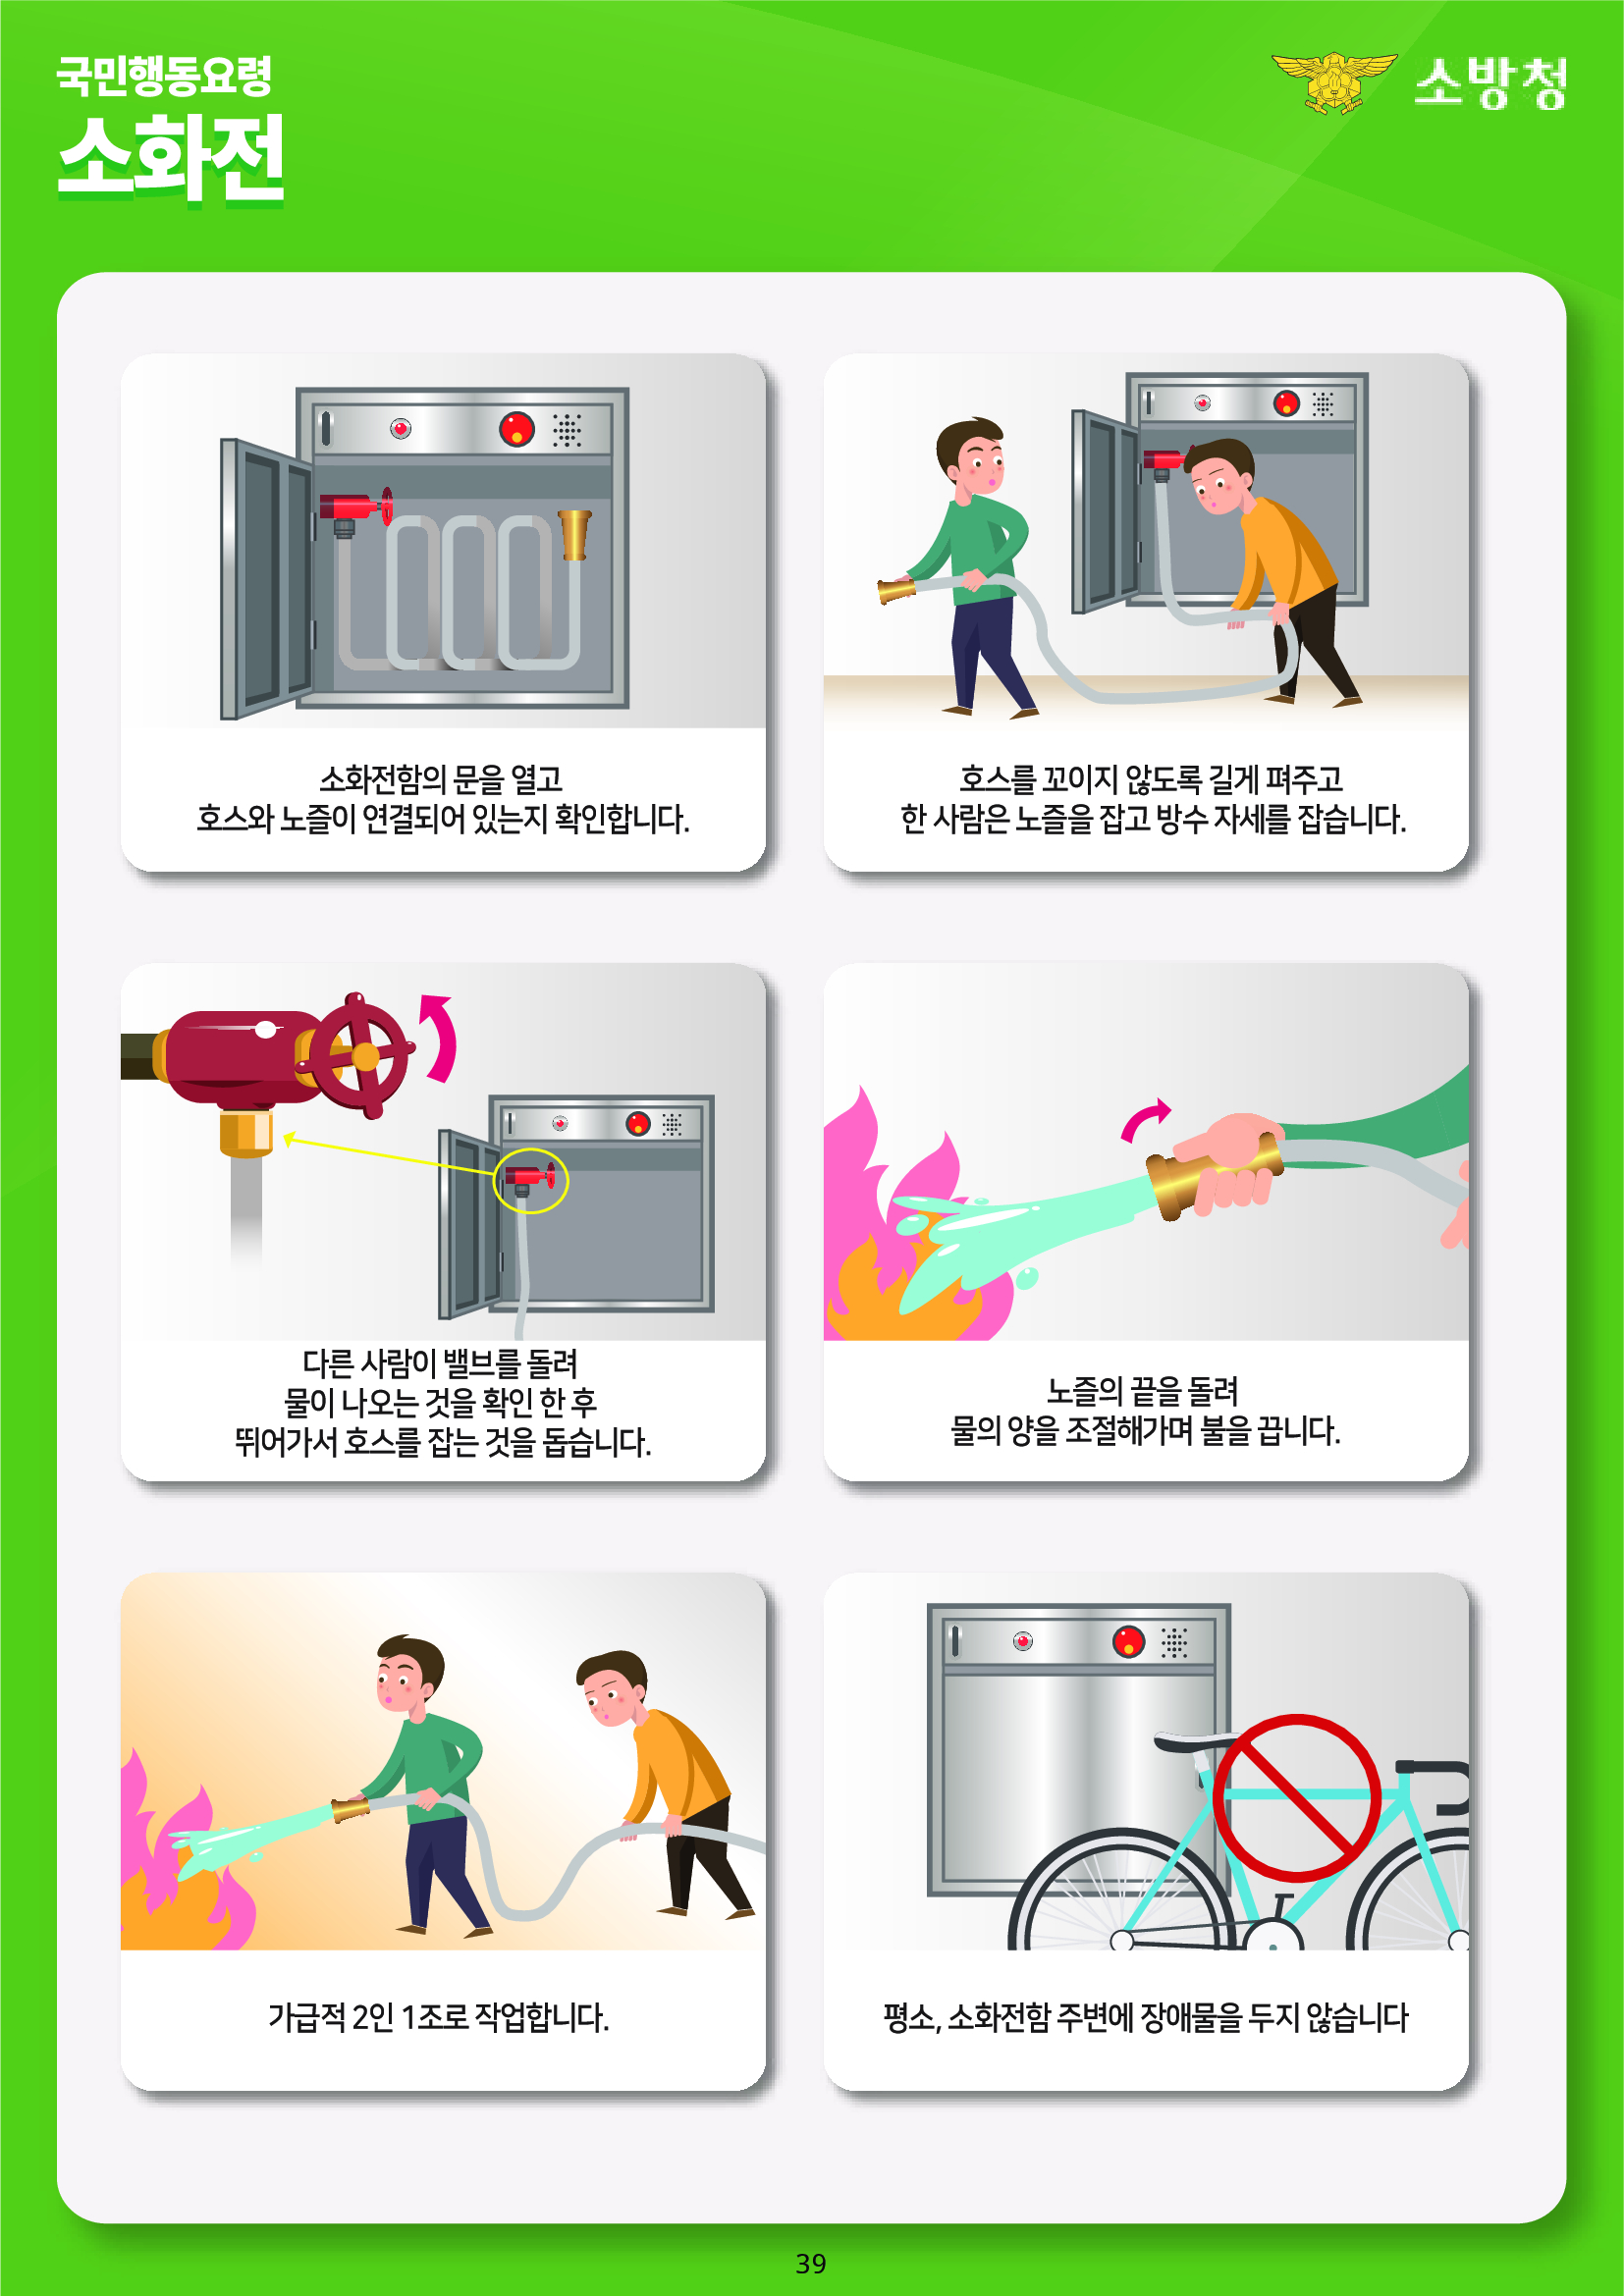 국민행동요령
소화전
소방청
소화전함의 문을 열고
호스와 노즐이 연결되어 있는지 확인합니다.
호스를 꼬이지 않도록 길게 펴주고
한 사람은 노즐을 잡고 방수 자세를 잡습니다.
다른 사람이 밸브를 돌려
물이 나오는 것을 확인 한 후
뛰어가서 호스를 잡는 것을 돕습니다.
노즐의 끝을 돌려
물의 양을 조절해가며 불을 끕니다.
가급적 2인 1조로 작업합니다.
평소, 소화전함 주변에 장애물을 두지 않습니다
39